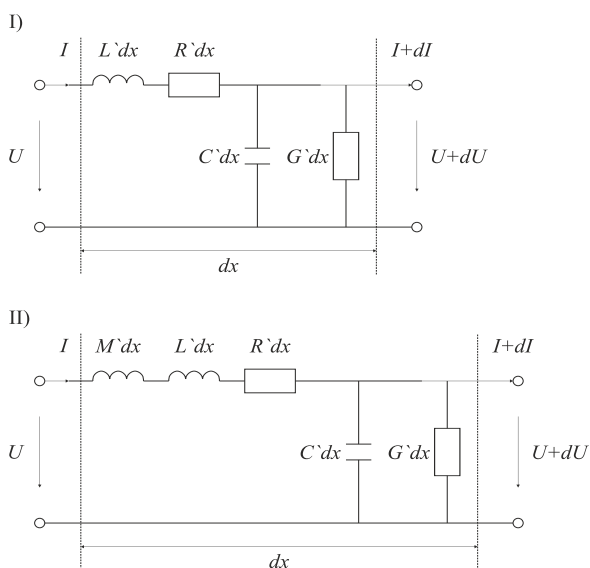 I)
I L`dx R`dx I+dI
U C`dx G`dx U+dU
dx
II)
I M`dx L`dx R`dx I+dI
U C`dx G`dx U+dU
dx